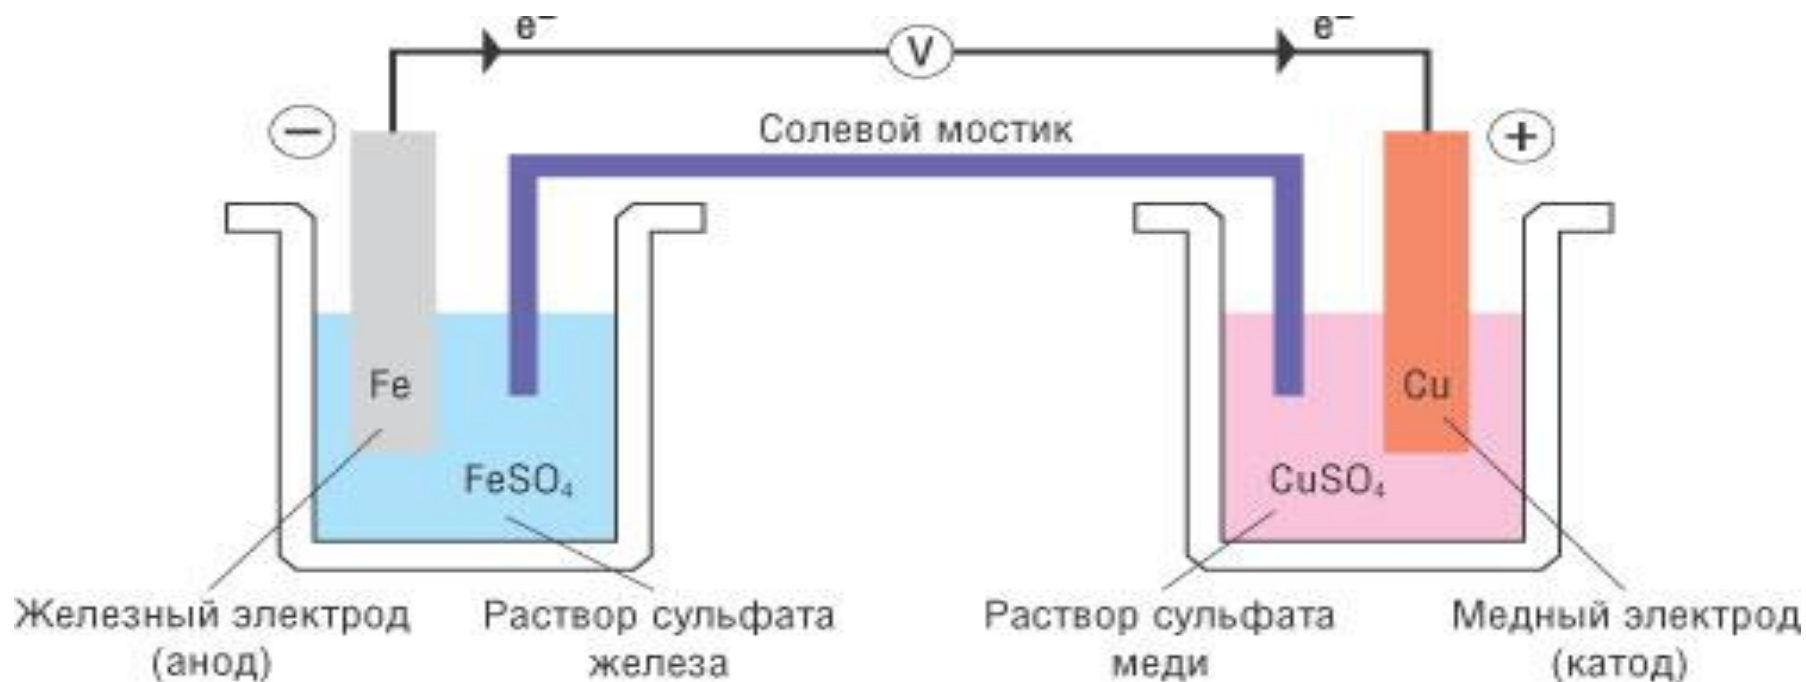 e⁻ e⁻
V
− +
Солевой мостик
Fe Cu
FeSO₄ CuSO₄
Железный электрод
(анод)
Раствор сульфата
железа
Раствор сульфата
меди
Медный электрод
(катод)